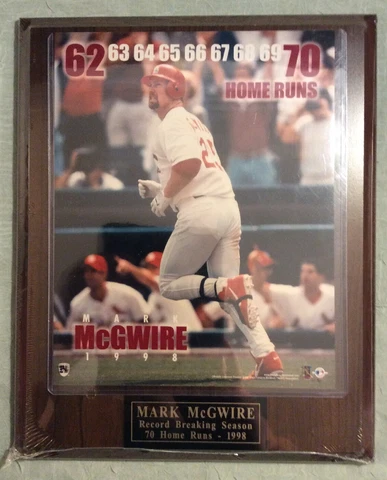 62 63 64 65 66 67 68 69 70
HOME RUNS
MARK
McGWIRE
1998
MARK McGWIRE
Record Breaking Season
70 Home Runs - 1998